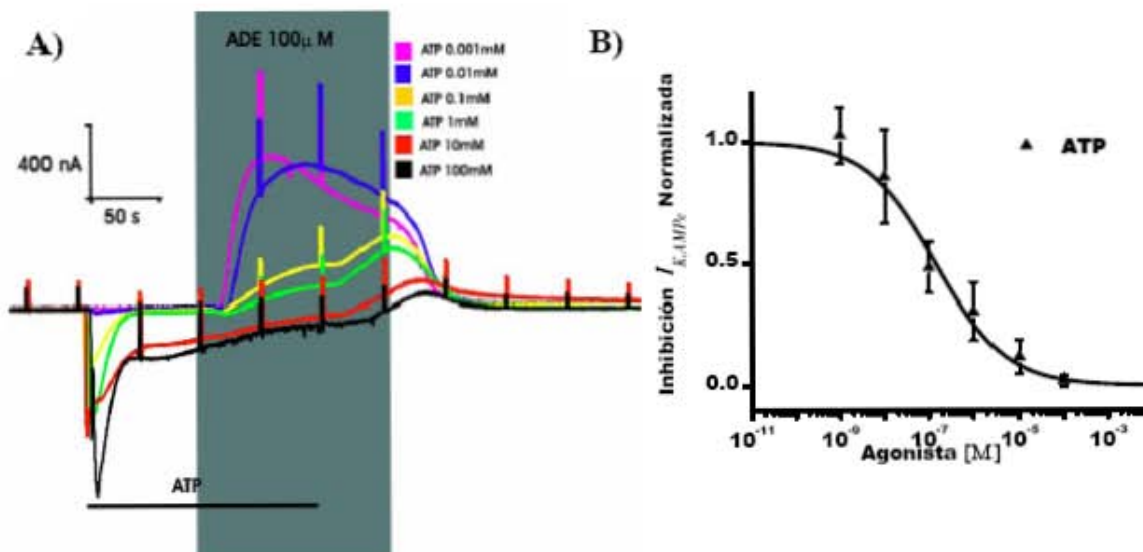 A)
ADE 100μ M
ATP 0.001mM
ATP 0.01mM
ATP 0.1mM
ATP 1mM
ATP 10mM
ATP 100mM
400 nA
50 s
ATP
B)
Inhibición I_{K,AMPc} Normalizada
1.0
0.5
0.0
ATP
10⁻¹¹ 10⁻⁹ 10⁻⁷ 10⁻⁵ 10⁻³
Agonista [M]